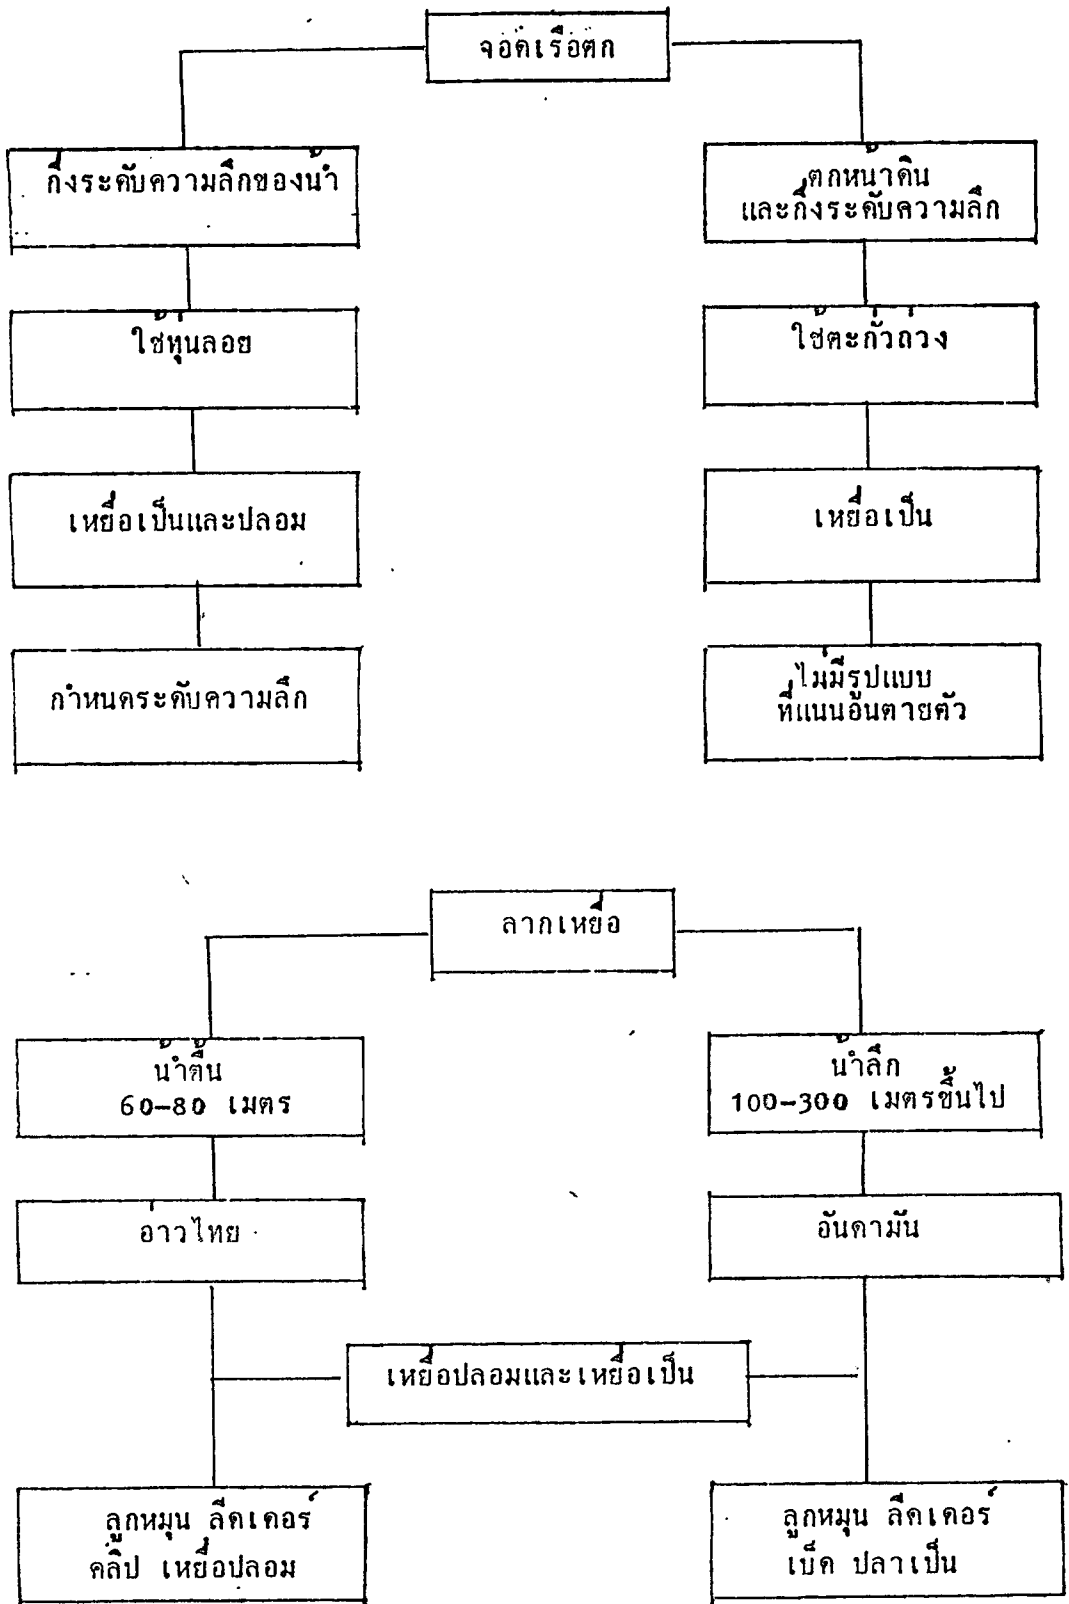 จอดเรือตก
กึ่งระดับความลึกของน้ำ
ตกหน้าดิน
และกึ่งระดับความลึก
ใช้ทุ่นลอย
ใช้ตะกั่วถ่วง
เหยื่อเป็นและปลอม
เหยื่อเป็น
กำหนดระดับความลึก
ไม่มีรูปแบบ
ที่แนนอนตายตัว
ลากเหยื่อ
น้ำตื้น
60-80 เมตร
น้ำลึก
100-300 เมตรขึ้นไป
อ่าวไทย
อันดามัน
เหยื่อปลอมและเหยื่อเป็น
ลูกหมุน ลีดเดอร์
คลิป เหยื่อปลอม
ลูกหมุน ลีดเดอร์
เบ็ด ปลาเป็น